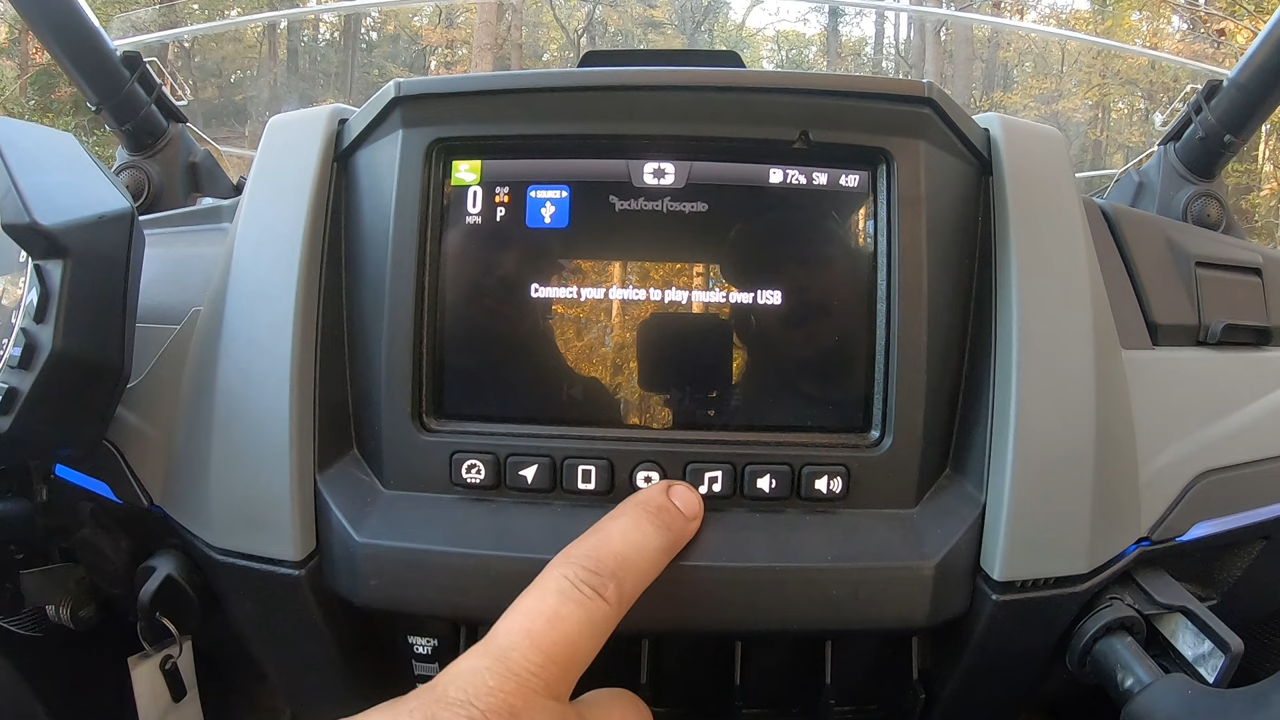 72% SW 4:07
0
MPH
P
SOURCE
Rockford Fosgate
Connect your device to play music over USB
WINCH
OUT